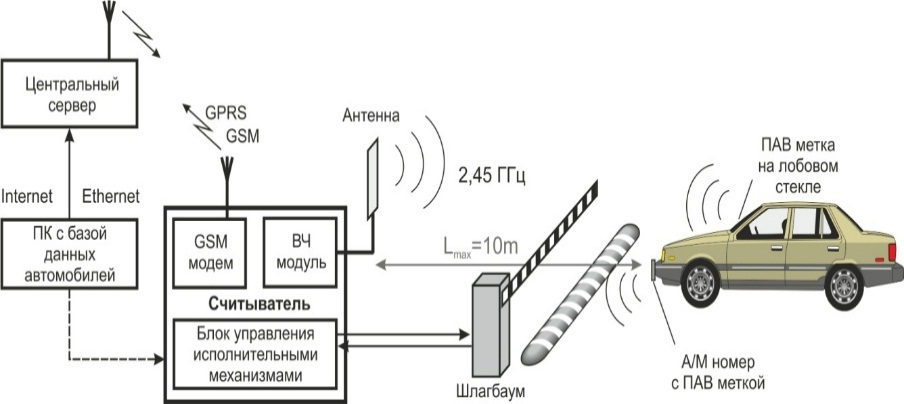 Центральный
сервер
GPRS
GSM
Антенна
2,45 ГГц
ПАВ метка
на лобовом
стекле
Internet
Ethernet
ПК с базой
данных
автомобилей
GSM
модем
ВЧ
модуль
Lmax=10m
Считыватель
Блок управления
исполнительными
механизмами
Шлагбаум
А/М номер
с ПАВ меткой